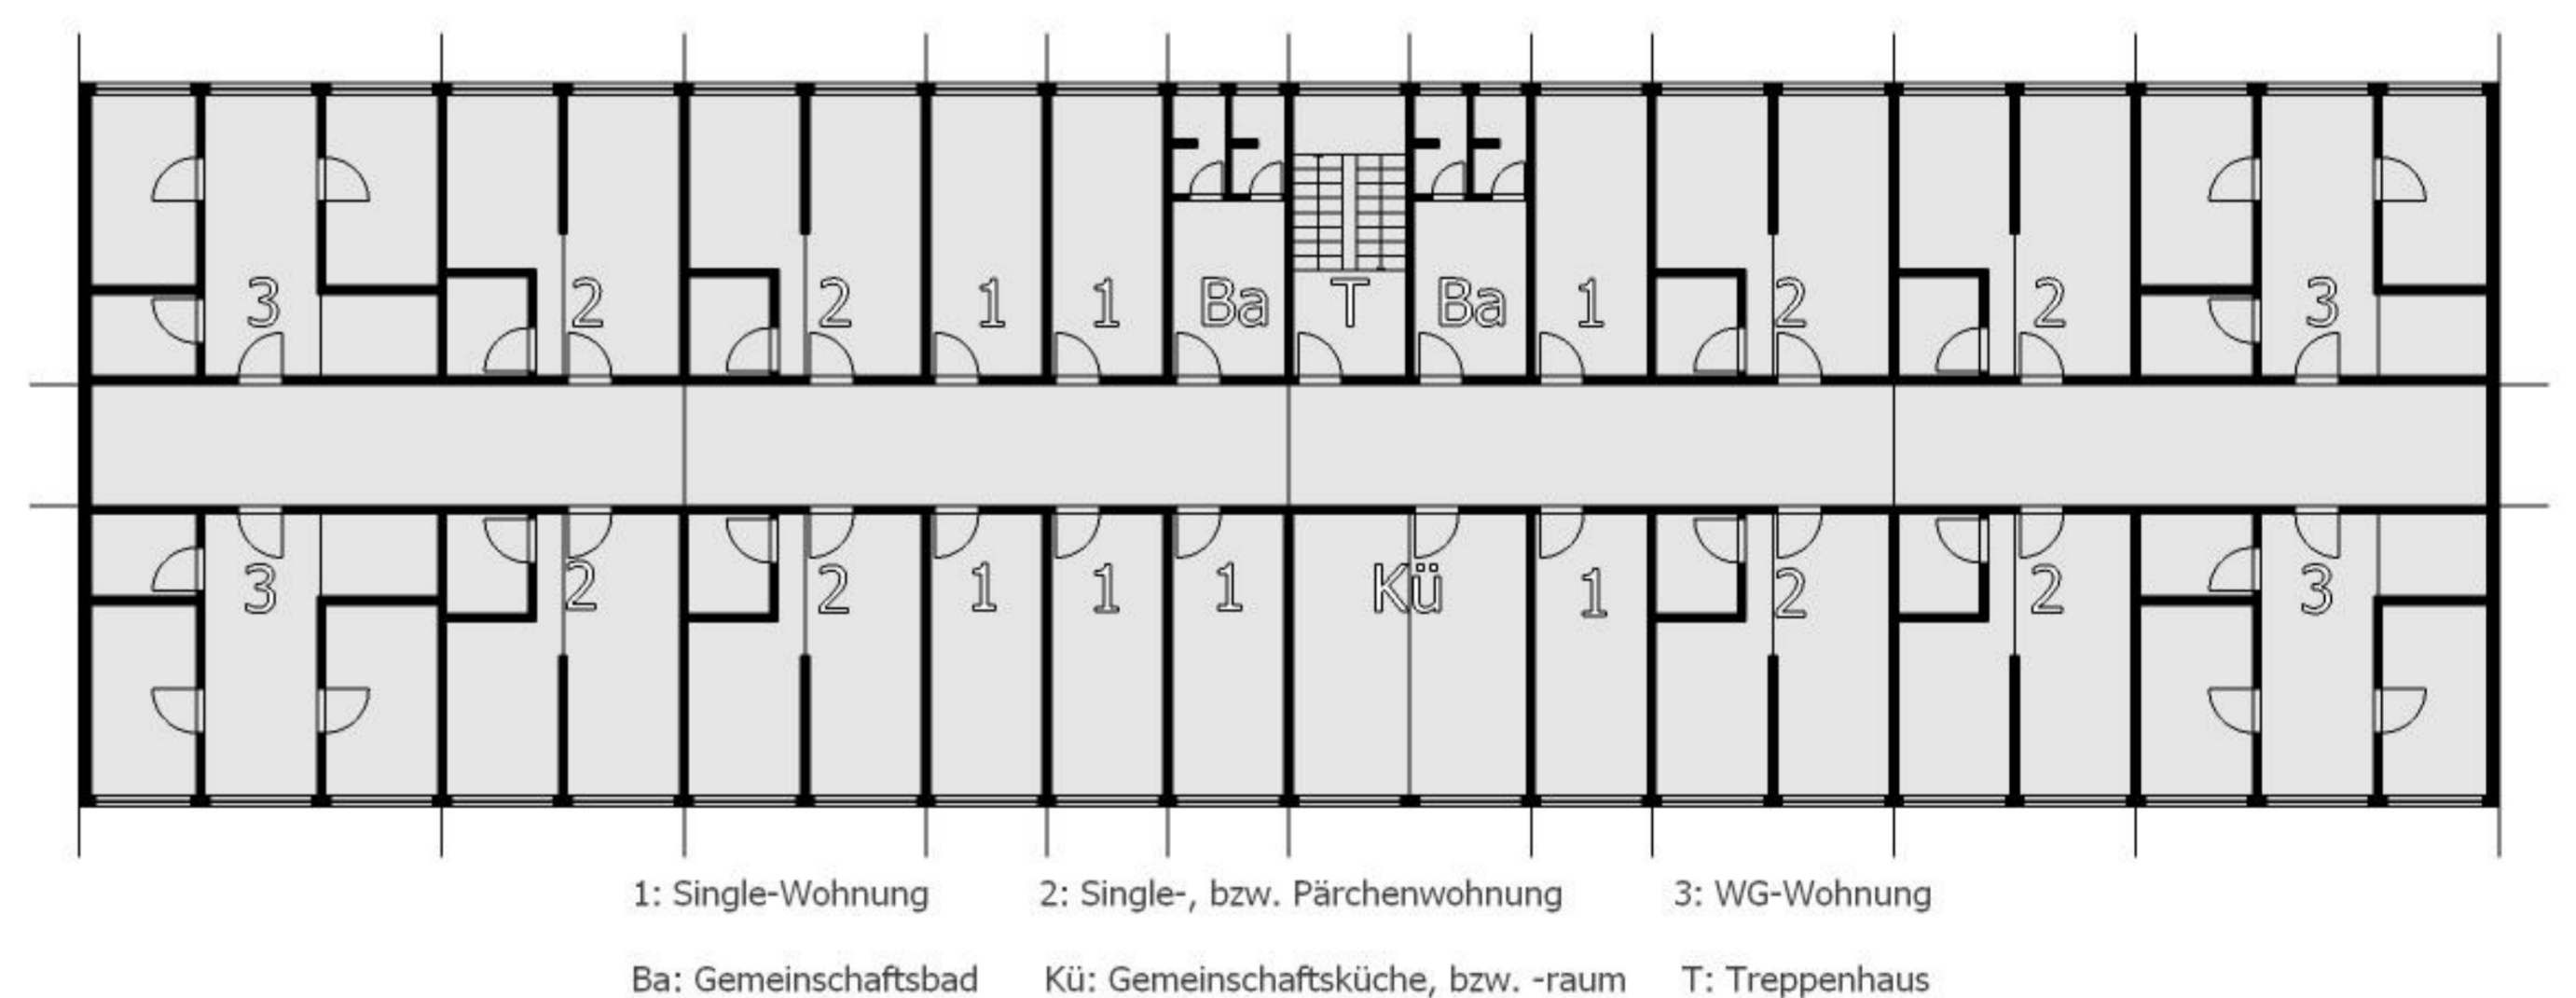 3 2 2 1 1 Ba T Ba 1 2 2 3
3 2 2 1 1 1 Kü 1 2 2 3
1: Single-Wohnung 2: Single-, bzw. Pärchenwohnung 3: WG-Wohnung
Ba: Gemeinschaftsbad Kü: Gemeinschaftsküche, bzw. -raum T: Treppenhaus